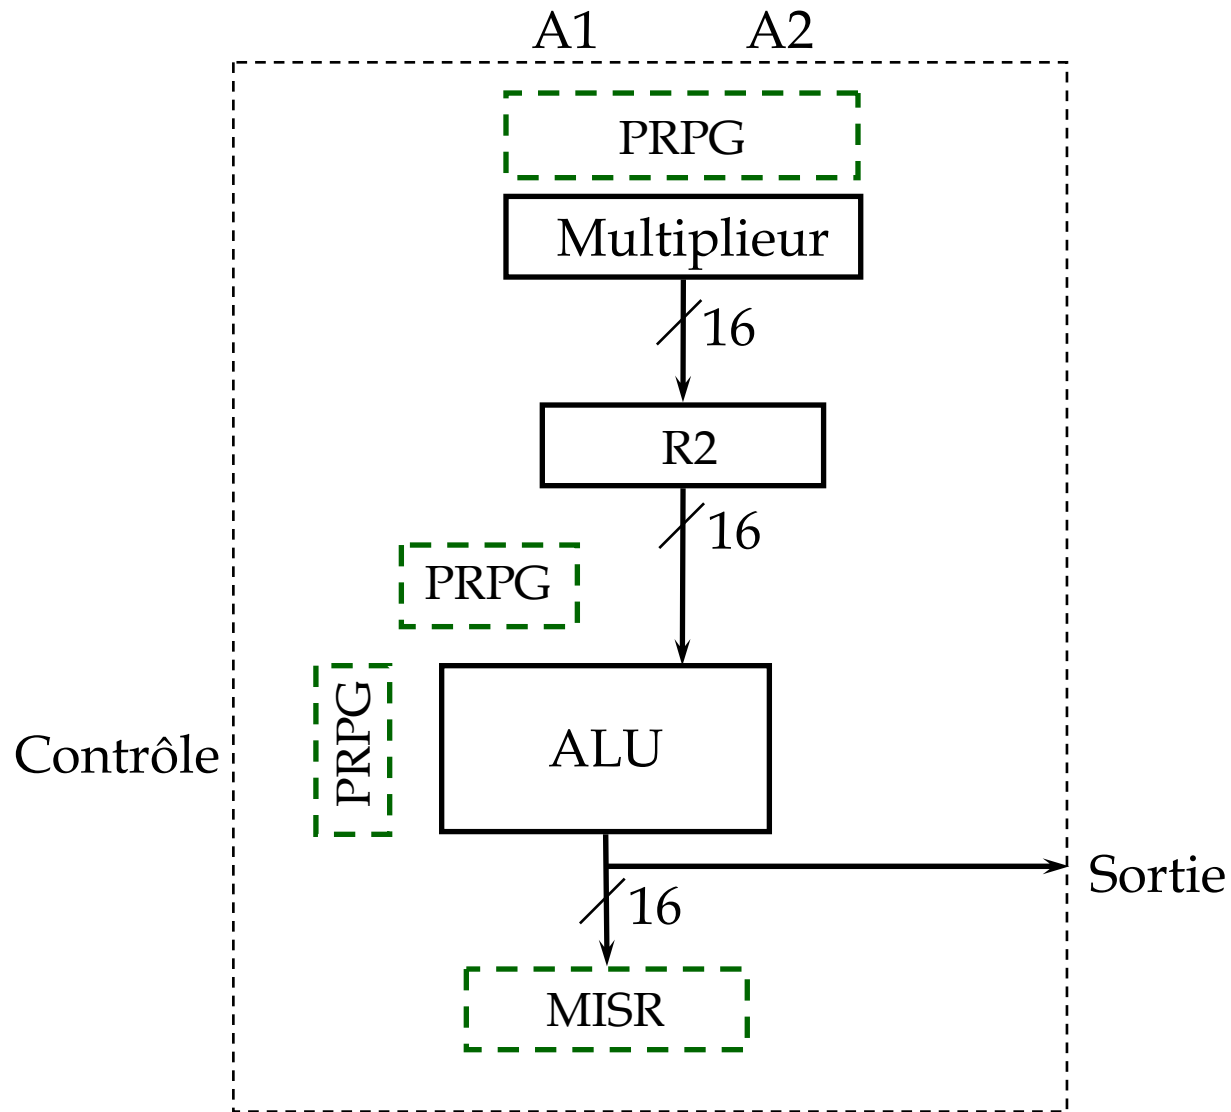 A1 A2
PRPG
Multiplieur
16
R2
16
PRPG
PRPG
ALU
Contrôle
Sortie
16
MISR